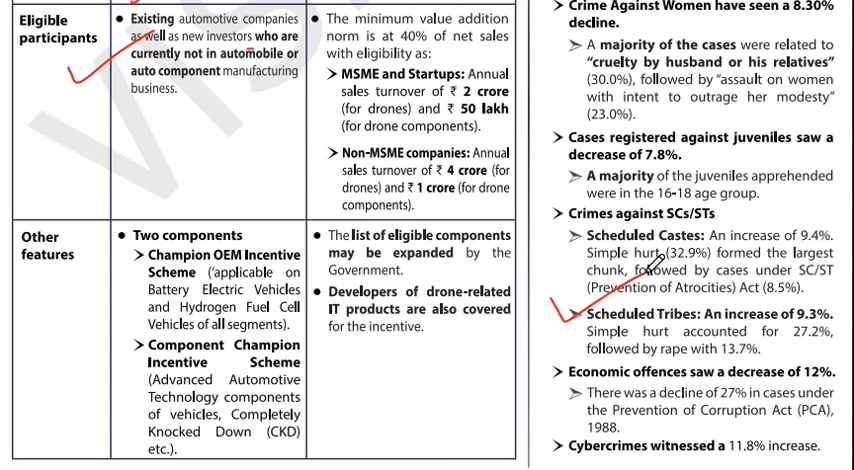 Eligible
participants
● Existing automotive companies
as well as new investors who are
currently not in automobile or
auto component manufacturing
business.
● The minimum value addition
norm is at 40% of net sales
with eligibility as:
➤ MSME and Startups: Annual
sales turnover of ₹ 2 crore
(for drones) and ₹ 50 lakh
(for drone components).
➤ Non-MSME companies: Annual
sales turnover of ₹ 4 crore (for
drones) and ₹ 1 crore (for drone
components).
Other
features
● Two components
➤ Champion OEM Incentive
Scheme ('applicable on
Battery Electric Vehicles
and Hydrogen Fuel Cell
Vehicles of all segments).
➤ Component Champion
Incentive Scheme
(Advanced Automotive
Technology components
of vehicles, Completely
Knocked Down (CKD)
etc.).
● The list of eligible components
may be expanded by the
Government.
● Developers of drone-related
IT products are also covered
for the incentive.
➤ Crime Against Women have seen a 8.30%
decline.
➤ A majority of the cases were related to
“cruelty by husband or his relatives”
(30.0%), followed by “assault on women
with intent to outrage her modesty”
(23.0%).
➤ Cases registered against juveniles saw a
decrease of 7.8%.
➤ A majority of the juveniles apprehended
were in the 16-18 age group.
➤ Crimes against SCs/STs
➤ Scheduled Castes: An increase of 9.4%.
Simple hurt (32.9%) formed the largest
chunk, followed by cases under SC/ST
(Prevention of Atrocities) Act (8.5%).
➤ Scheduled Tribes: An increase of 9.3%.
Simple hurt accounted for 27.2%,
followed by rape with 13.7%.
➤ Economic offences saw a decrease of 12%.
➤ There was a decline of 27% in cases under
the Prevention of Corruption Act (PCA),
1988.
➤ Cybercrimes witnessed a 11.8% increase.